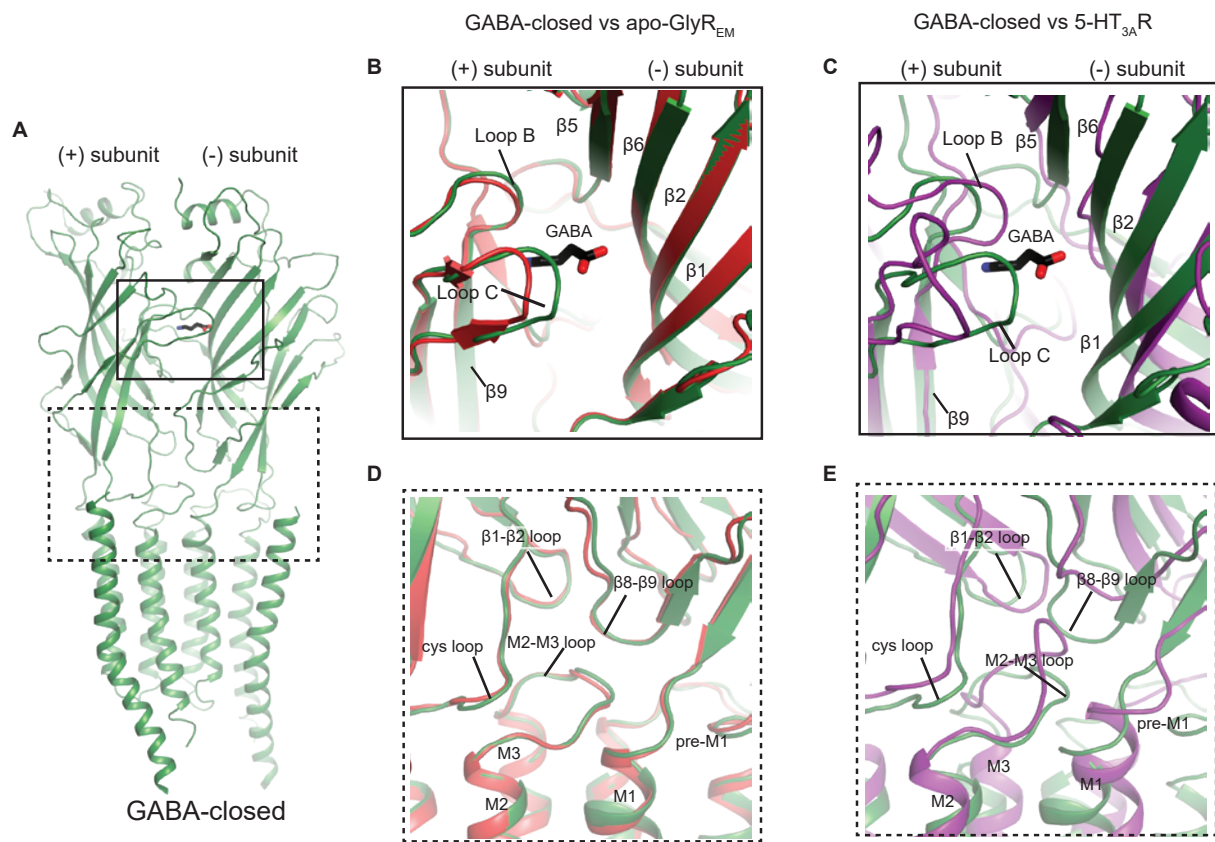 GABA-closed vs apo-GlyR_EM
GABA-closed vs 5-HT_3AR
A
(+) subunit
(-) subunit
GABA-closed
B
(+) subunit
(-) subunit
β5
Loop B
β6
β2
GABA
β1
Loop C
β9
C
(+) subunit
(-) subunit
β6
β5
Loop B
β2
GABA
β1
Loop C
β9
D
β1-β2 loop
β8-β9 loop
M2-M3 loop
cys loop
pre-M1
M3
M1
M2
E
β1-β2 loop
β8-β9 loop
cys loop
M2-M3 loop
pre-M1
M3
M1
M2